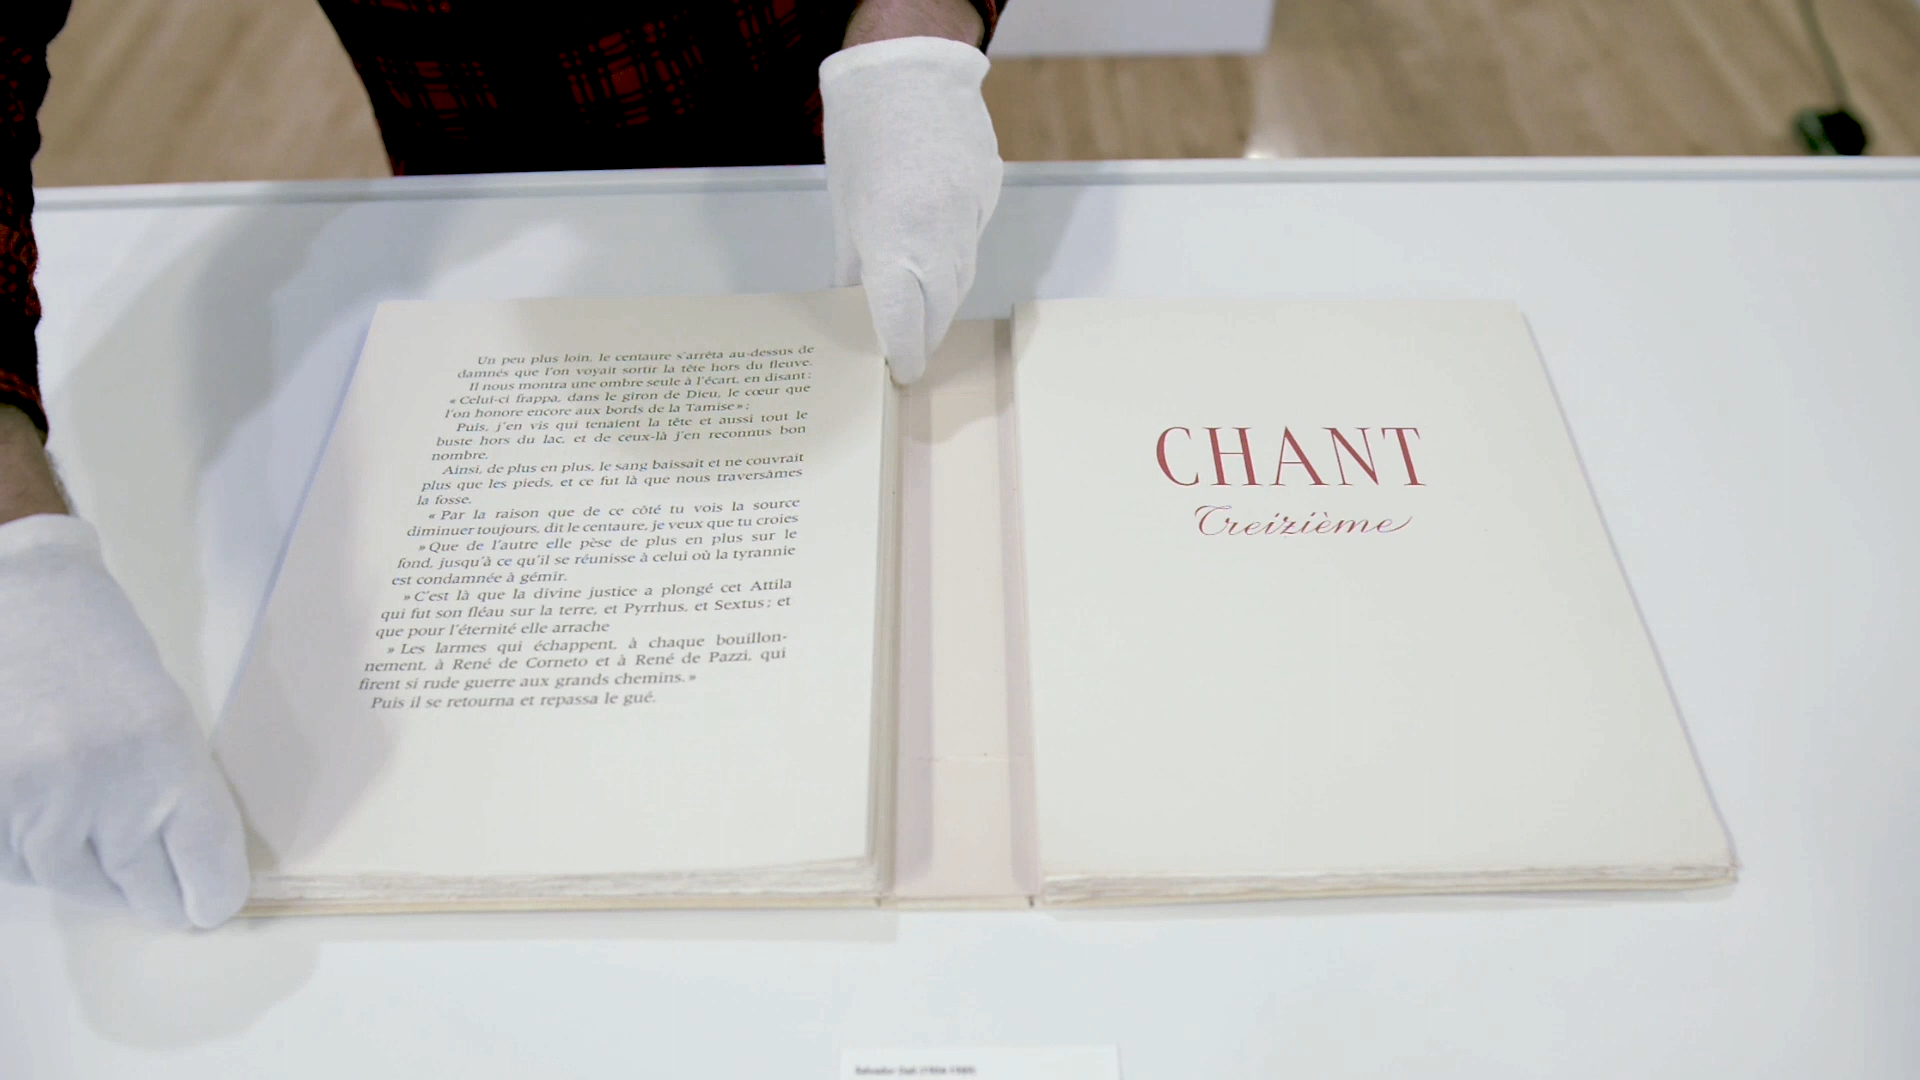 Un peu plus loin, le centaure s'arrêta au-dessus de
damnés que l'on voyait sortir la tête hors du fleuve.
Il nous montra une ombre seule à l'écart, en disant:
« Celui-ci frappa, dans le giron de Dieu, le cœur que
l'on honore encore aux bords de la Tamise»;
Puis, j'en vis qui tenaient la tête et aussi tout le
buste hors du lac, et de ceux-là j'en reconnus bon
nombre.
Ainsi, de plus en plus, le sang baissait et ne couvrait
plus que les pieds, et ce fut là que nous traversâmes
la fosse.
« Par la raison que de ce côté tu vois la source
diminuer toujours, dit le centaure, je veux que tu croies
» Que de l'autre elle pèse de plus en plus sur le
fond, jusqu'à ce qu'il se réunisse à celui où la tyrannie
est condamnée à gémir.
» C'est là que la divine justice a plongé cet Attila
qui fut son fléau sur la terre, et Pyrrhus, et Sextus; et
que pour l'éternité elle arrache
» Les larmes qui échappent, à chaque bouillon-
nement, à René de Corneto et à René de Pazzi, qui
firent si rude guerre aux grands chemins. »
Puis il se retourna et repassa le gué.
CHANT
Treizième
Salvador Dalí (1904-1989)